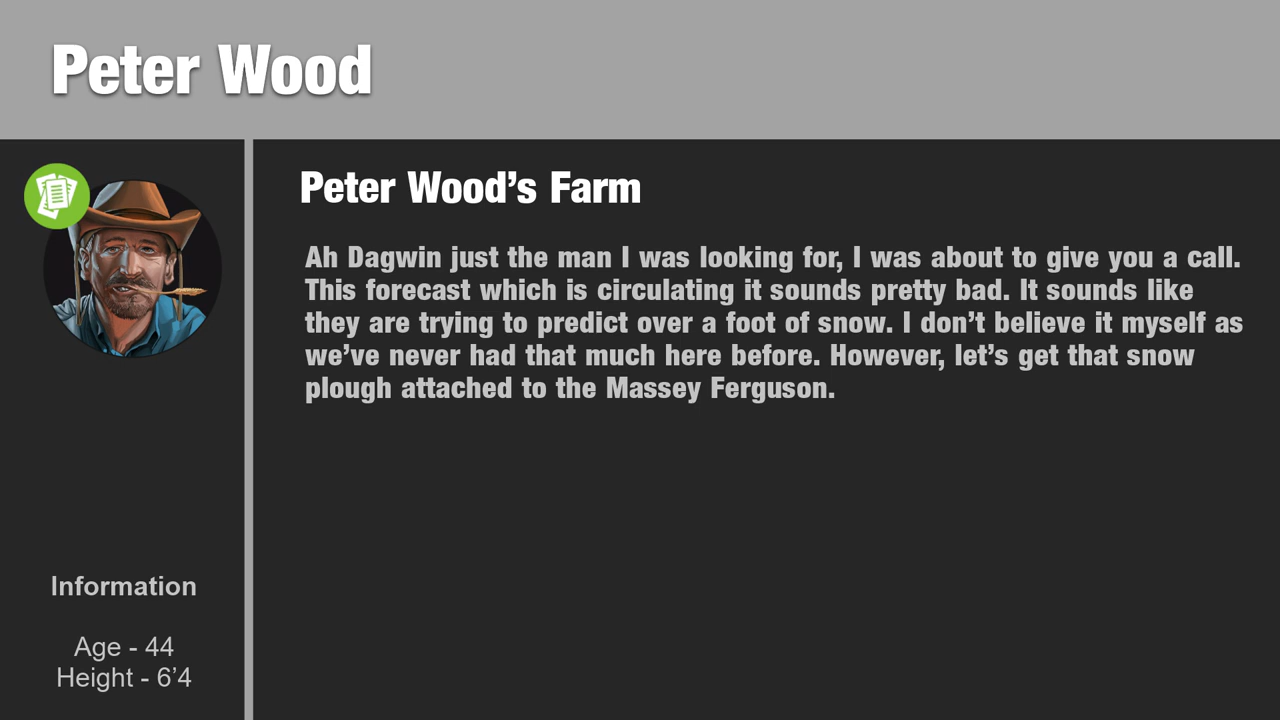 Peter Wood
Peter Wood’s Farm
Ah Dagwin just the man I was looking for, I was about to give you a call.
This forecast which is circulating it sounds pretty bad. It sounds like
they are trying to predict over a foot of snow. I don’t believe it myself as
we’ve never had that much here before. However, let’s get that snow
plough attached to the Massey Ferguson.
Information
Age - 44
Height - 6’4